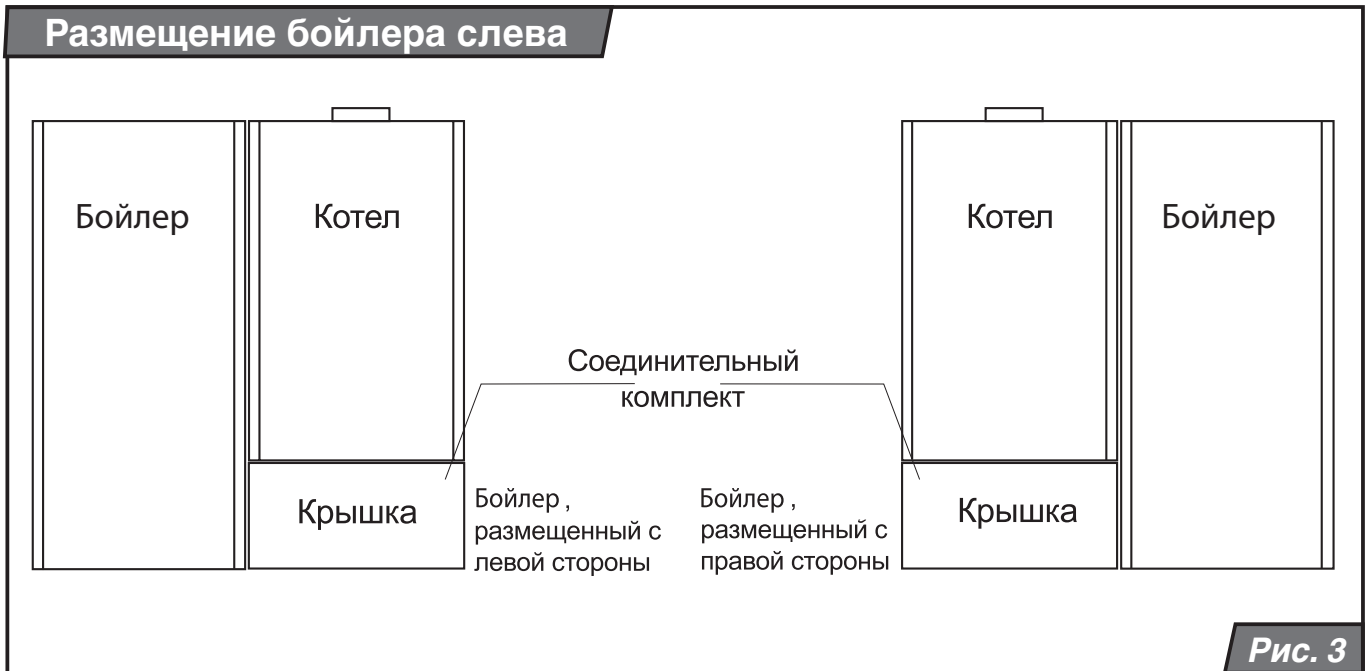 Размещение бойлера слева
Бойлер
Котел
Котел
Бойлер
Соединительный
комплект
Крышка
Бойлер ,
размещенный с
левой стороны
Бойлер ,
размещенный с
правой стороны
Крышка
Рис. 3